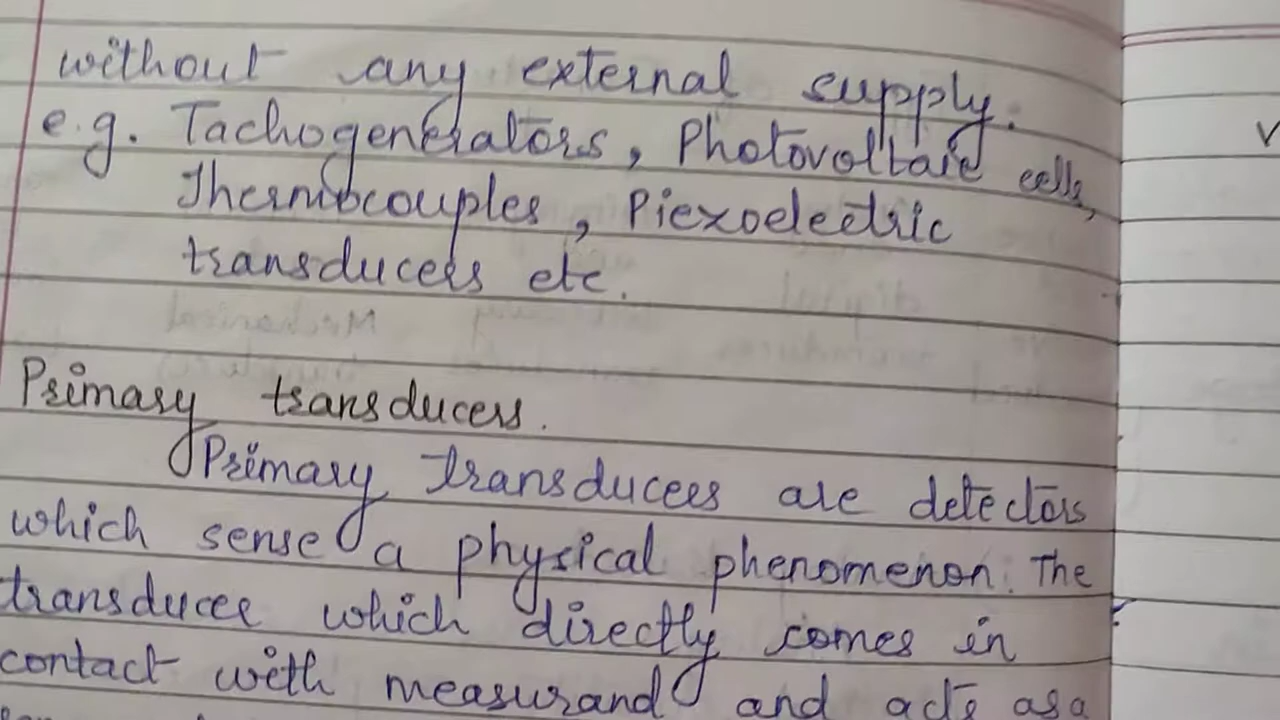 without any external supply.
e.g. Tachogenerators, Photovoltaic cells,
Thermocouples, Piezoelectric
transducers etc.
Primary transducers.
Primary transducers are detectors
which sense a physical phenomenon. The
transducer which directly comes in
contact with measurand and acts as a